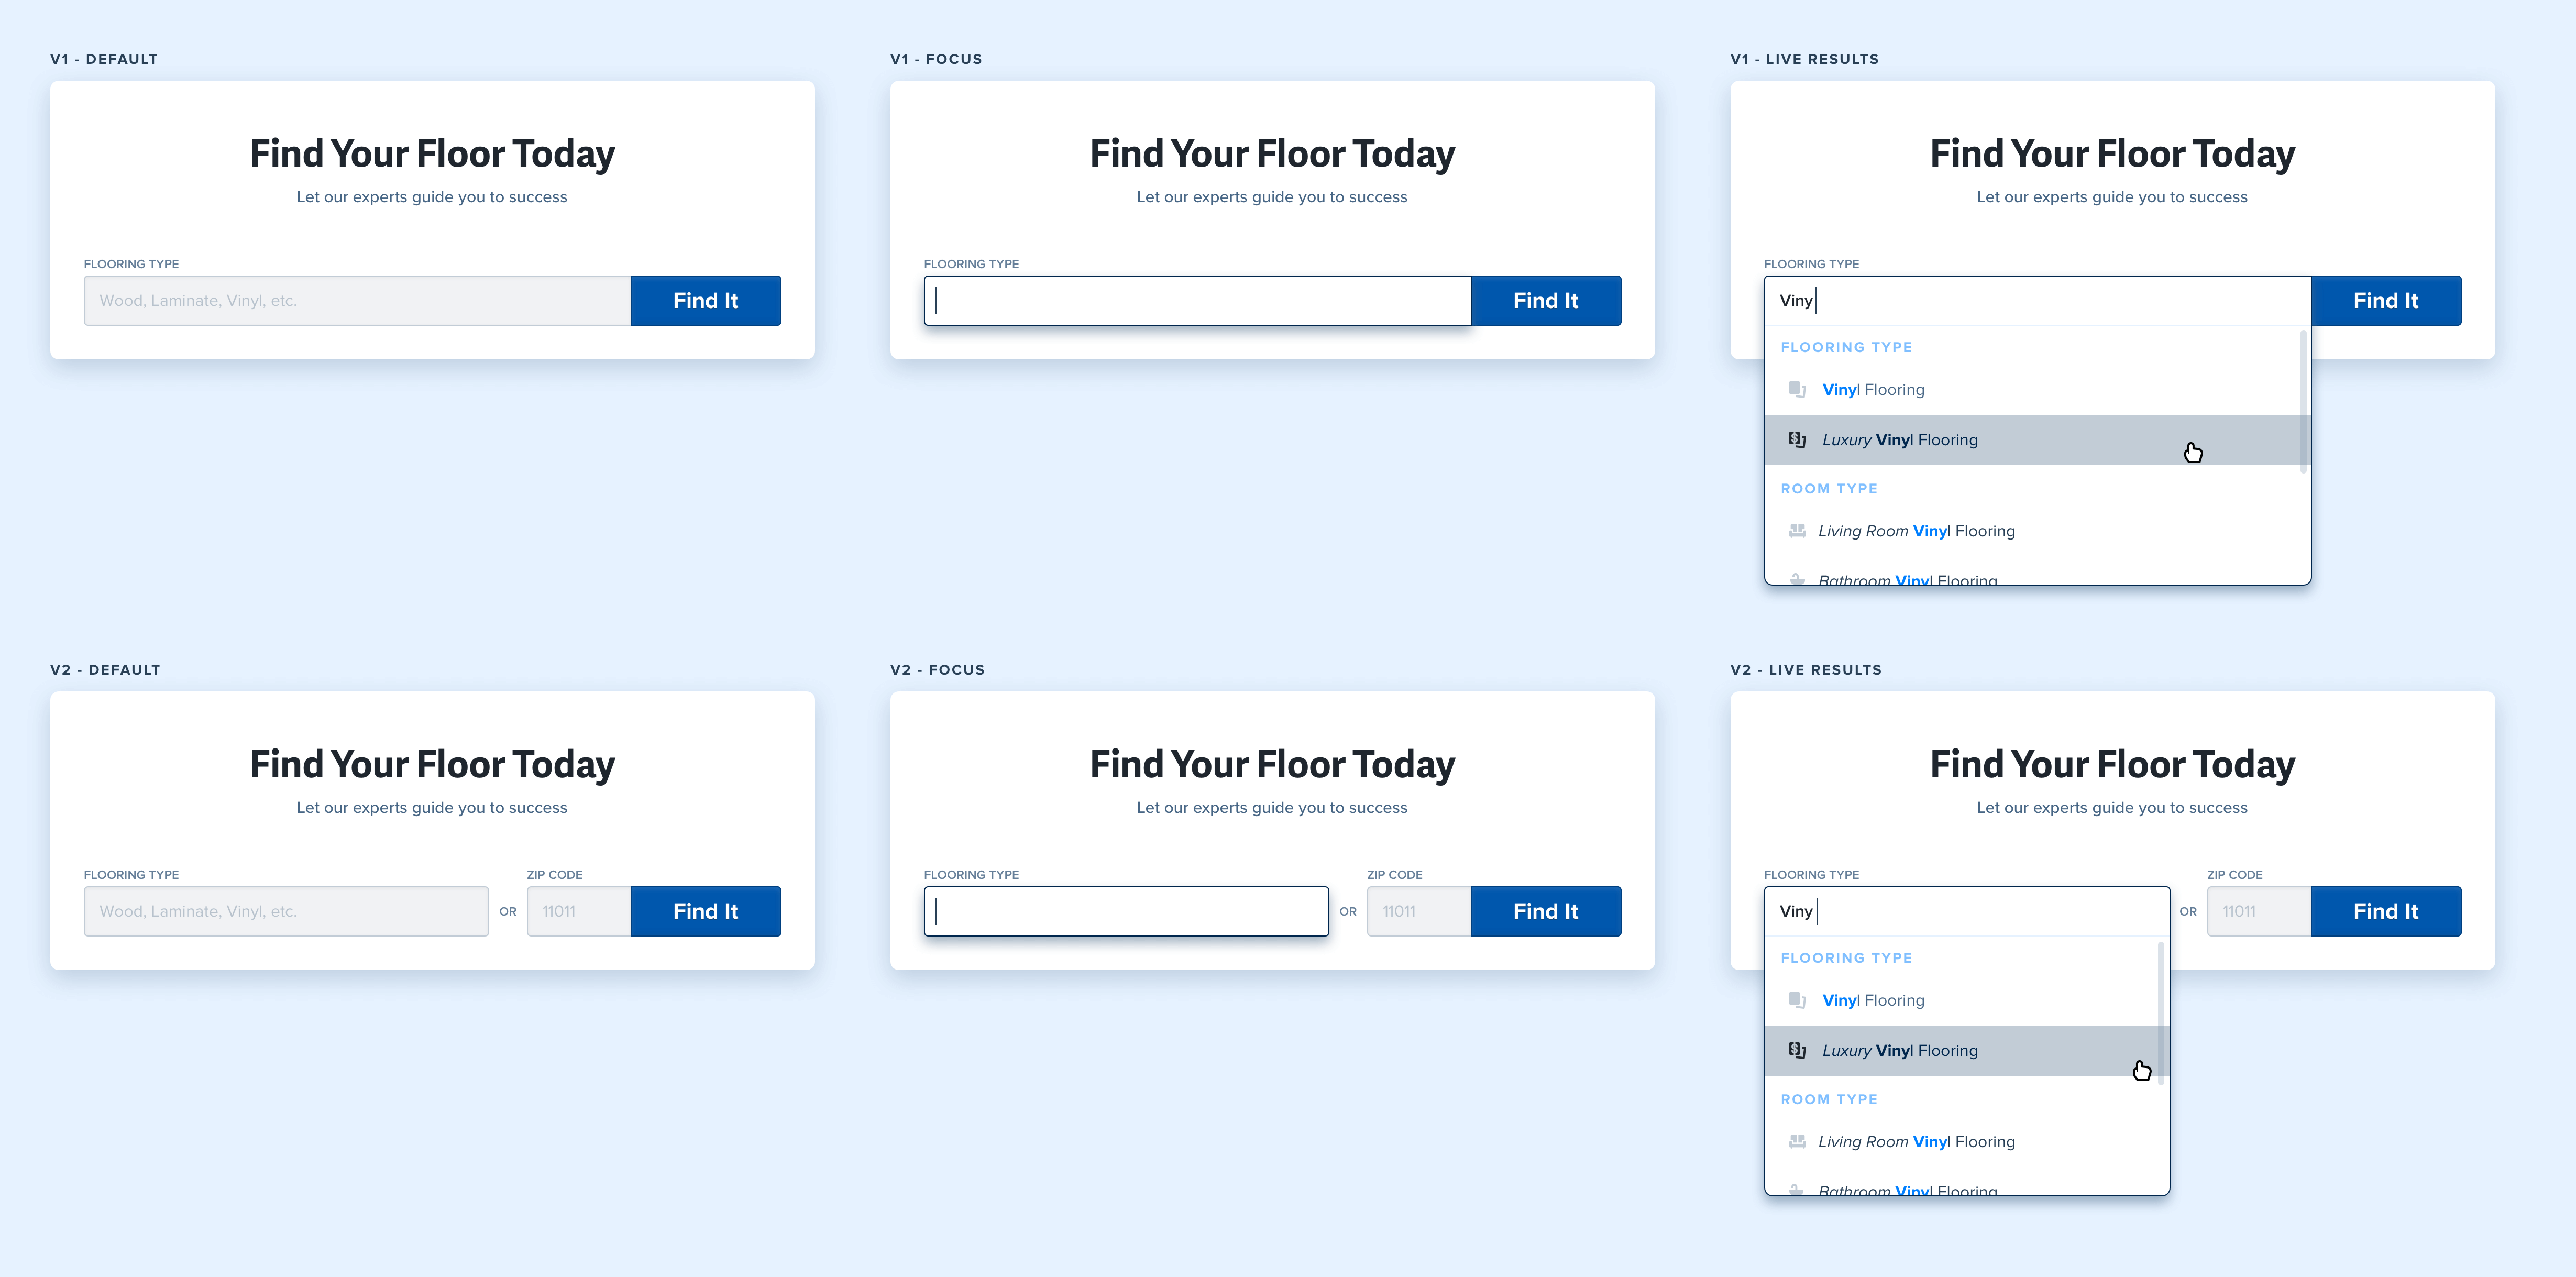 V1 - DEFAULT
Find Your Floor Today
Let our experts guide you to success
FLOORING TYPE
Wood, Laminate, Vinyl, etc.
Find It
V1 - FOCUS
Find Your Floor Today
Let our experts guide you to success
FLOORING TYPE
Find It
V1 - LIVE RESULTS
Find Your Floor Today
Let our experts guide you to success
FLOORING TYPE
Viny
Find It
FLOORING TYPE
Vinyl Flooring
Luxury Vinyl Flooring
ROOM TYPE
Living Room Vinyl Flooring
Bathroom Vinyl Flooring
V2 - DEFAULT
Find Your Floor Today
Let our experts guide you to success
FLOORING TYPE
Wood, Laminate, Vinyl, etc.
OR
ZIP CODE
11011
Find It
V2 - FOCUS
Find Your Floor Today
Let our experts guide you to success
FLOORING TYPE
OR
ZIP CODE
11011
Find It
V2 - LIVE RESULTS
Find Your Floor Today
Let our experts guide you to success
FLOORING TYPE
Viny
OR
ZIP CODE
11011
Find It
FLOORING TYPE
Vinyl Flooring
Luxury Vinyl Flooring
ROOM TYPE
Living Room Vinyl Flooring
Bathroom Vinyl Flooring